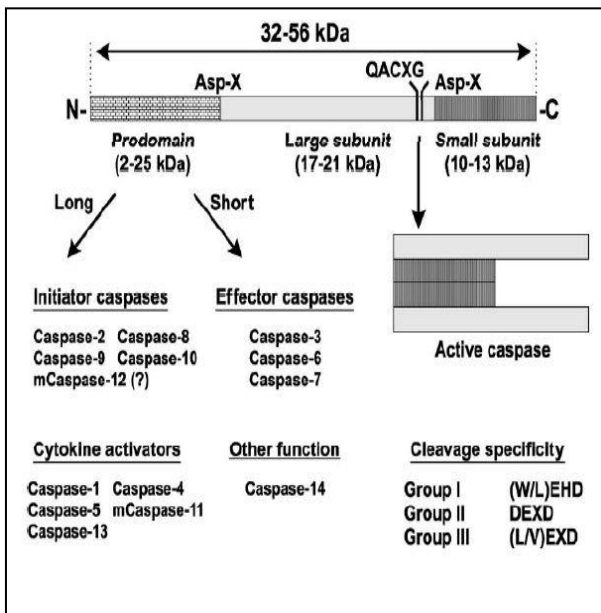 32-56 kDa
QACXG
Asp-X Asp-X
N- -C
Prodomain Large subunit Small subunit
(2-25 kDa) (17-21 kDa) (10-13 kDa)
Long Short
Initiator caspases Effector caspases
Caspase-2 Caspase-8 Caspase-3
Caspase-9 Caspase-10 Caspase-6
mCaspase-12 (?) Caspase-7
Active caspase
Cytokine activators Other function Cleavage specificity
Caspase-1 Caspase-4 Caspase-14 Group I (W/L)EHD
Caspase-5 mCaspase-11 Group II DEXD
Caspase-13 Group III (L/V)EXD